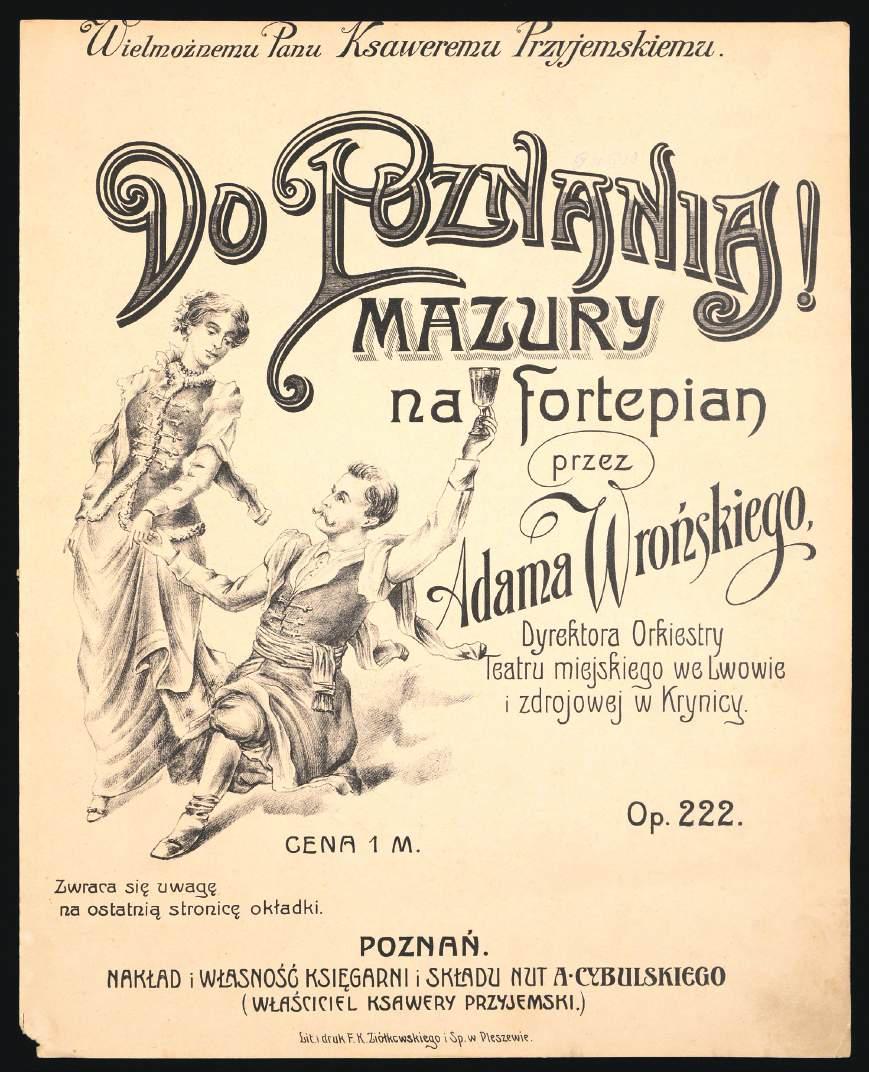 Wielmożnemu Panu Ksaweremu Przyjemskiemu.
Do Poznania!
MAZURY
na Fortepian
przez
Adama Wrońskiego,
Dyrektora Orkiestry
Teatru miejskiego we Lwowie
i zdrojowej w Krynicy.
Op. 222.
CENA 1 M.
Zwraca się uwagę
na ostatnią stronicę okładki.
POZNAŃ.
NAKŁAD i WŁASNOŚĆ KSIĘGARNI i SKŁADU NUT A·CYBULSKIEGO
(WŁAŚCICIEL KSAWERY PRZYJEMSKI.)
Lit. i druk F. K. Ziółkowskiego i Sp. w Pleszewie.